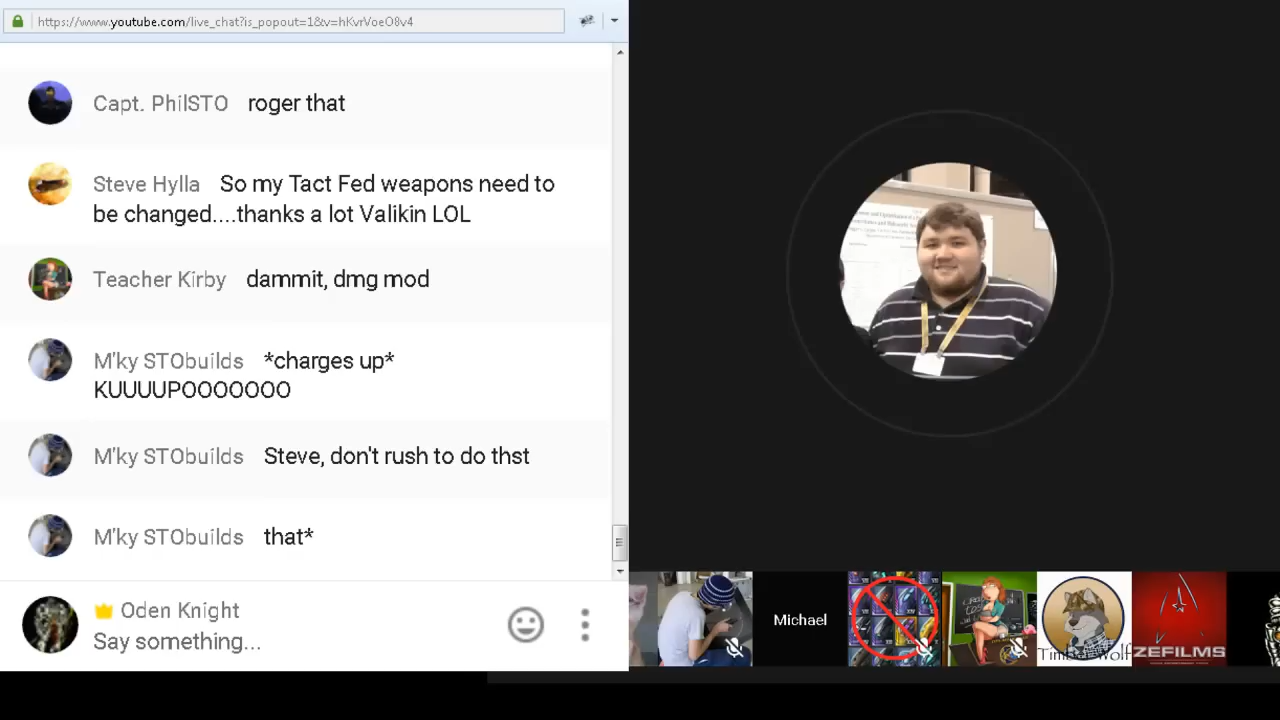 https://www.youtube.com/live_chat?is_popout=1&v=hKvrVoeO8v4
Capt. PhilSTO roger that
Steve Hylla So my Tact Fed weapons need to
be changed....thanks a lot Valikin LOL
Teacher Kirby dammit, dmg mod
M'ky STObuilds *charges up*
KUUUUPOOOOOOO
M'ky STObuilds Steve, don't rush to do thst
M'ky STObuilds that*
Oden Knight
Say something...
Michael
ZEFILMS